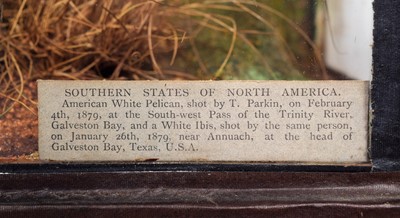 SOUTHERN STATES OF NORTH AMERICA.
American White Pelican, shot by T. Parkin, on February
4th, 1879, at the South-west Pass of the Trinity River,
Galveston Bay, and a White Ibis, shot by the same person,
on January 26th, 1879, near Annuach, at the head of
Galveston Bay, Texas, U.S.A.